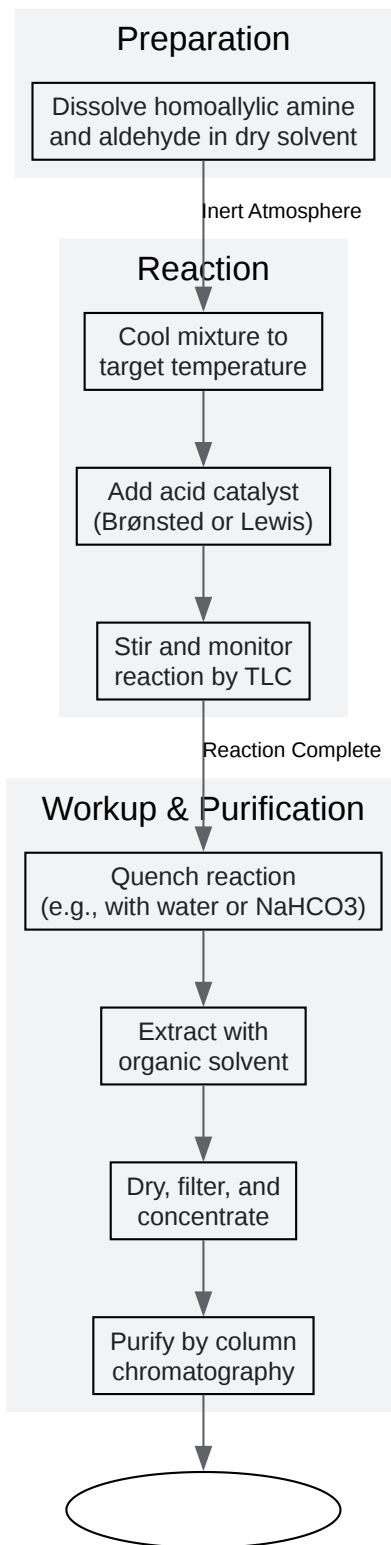 Preparation
Dissolve homoallylic amine
and aldehyde in dry solvent
Inert Atmosphere
Reaction
Cool mixture to
target temperature
Add acid catalyst
(Brønsted or Lewis)
Stir and monitor
reaction by TLC
Reaction Complete
Workup & Purification
Quench reaction
(e.g., with water or NaHCO3)
Extract with
organic solvent
Dry, filter, and
concentrate
Purify by column
chromatography